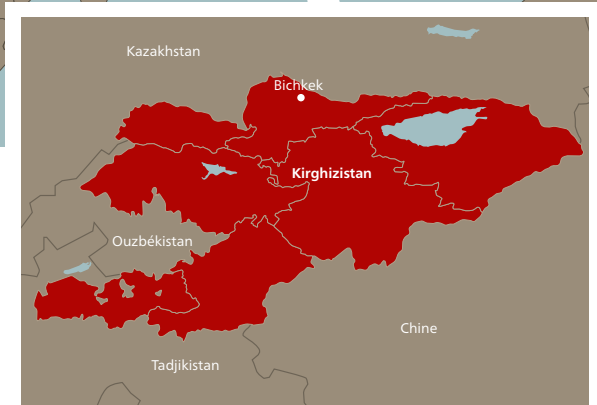 Kazakhstan
Bichkek
Kirghizistan
Ouzbékistan
Chine
Tadjikistan